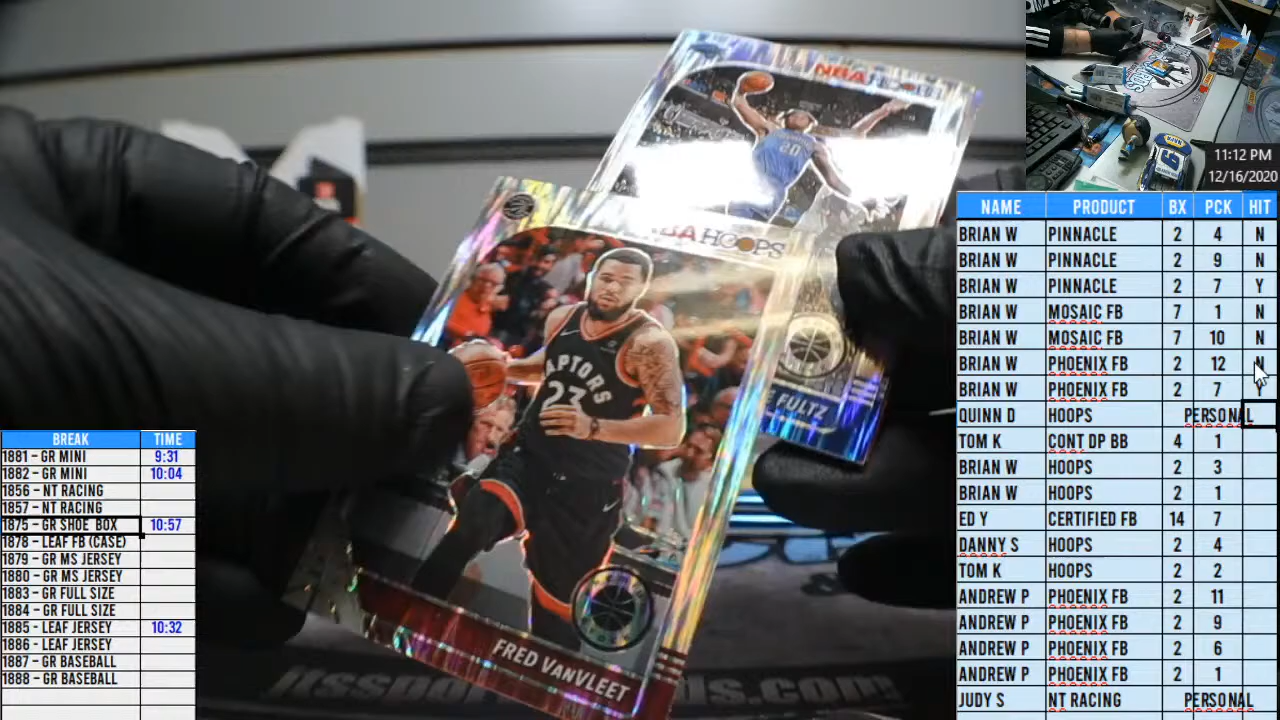 NBA HOOPS
20
NBA HOOPS
RAPTORS
23
FULTZ
FRED VANVLEET
11:12 PM
12/16/2020
NAME PRODUCT BX PCK HIT
BRIAN W PINNACLE 2 4 N
BRIAN W PINNACLE 2 9 N
BRIAN W PINNACLE 2 7 Y
BRIAN W MOSAIC FB 7 1 N
BRIAN W MOSAIC FB 7 10 N
BRIAN W PHOENIX FB 2 12 N
BRIAN W PHOENIX FB 2 7 Y
QUINN D HOOPS PERSONAL
TOM K CONT DP BB 4 1
BRIAN W HOOPS 2 3
BRIAN W HOOPS 2 1
ED Y CERTIFIED FB 14 7
DANNY S HOOPS 2 4
TOM K HOOPS 2 2
ANDREW P PHOENIX FB 2 11
ANDREW P PHOENIX FB 2 9
ANDREW P PHOENIX FB 2 6
ANDREW P PHOENIX FB 2 1
JUDY S NT RACING PERSONAL
BREAK TIME
1881 - GR MINI 9:31
1882 - GR MINI 10:04
1856 - NT RACING
1857 - NT RACING
1875 - GR SHOE BOX 10:57
1878 - LEAF FB (CASE)
1879 - GR MS JERSEY
1880 - GR MS JERSEY
1883 - GR FULL SIZE
1884 - GR FULL SIZE
1885 - LEAF JERSEY 10:32
1886 - LEAF JERSEY
1887 - GR BASEBALL
1888 - GR BASEBALL